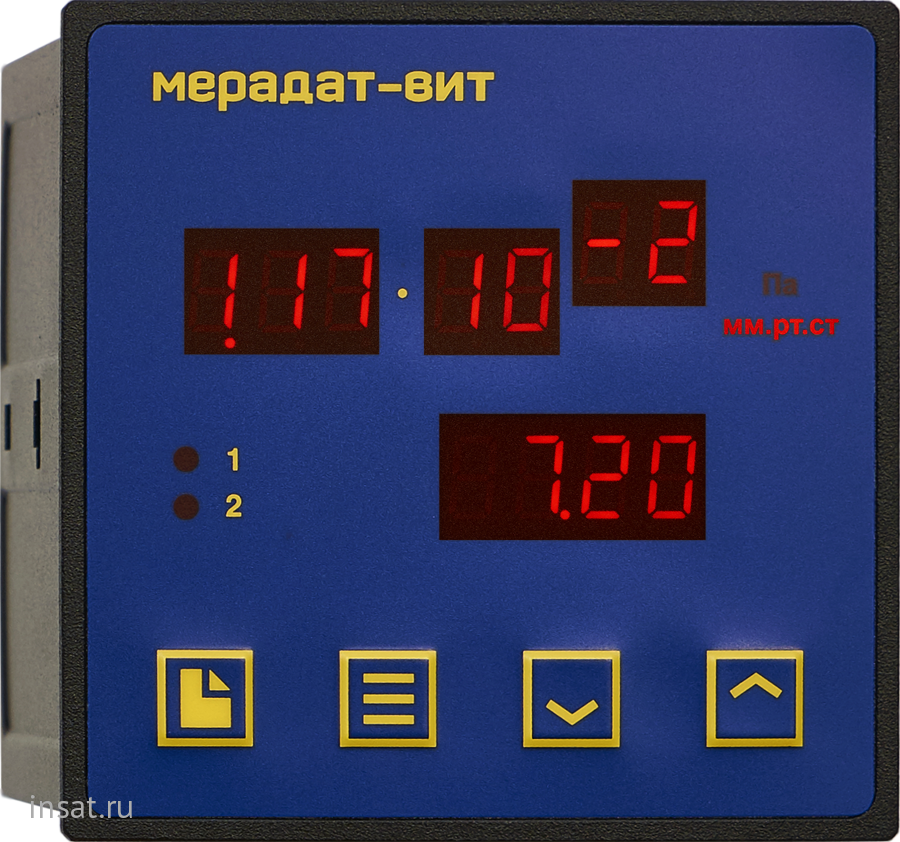 мерадат-вит
1.17 · 10 -2
Па
мм.рт.ст
7.20
1
2
insat.ru